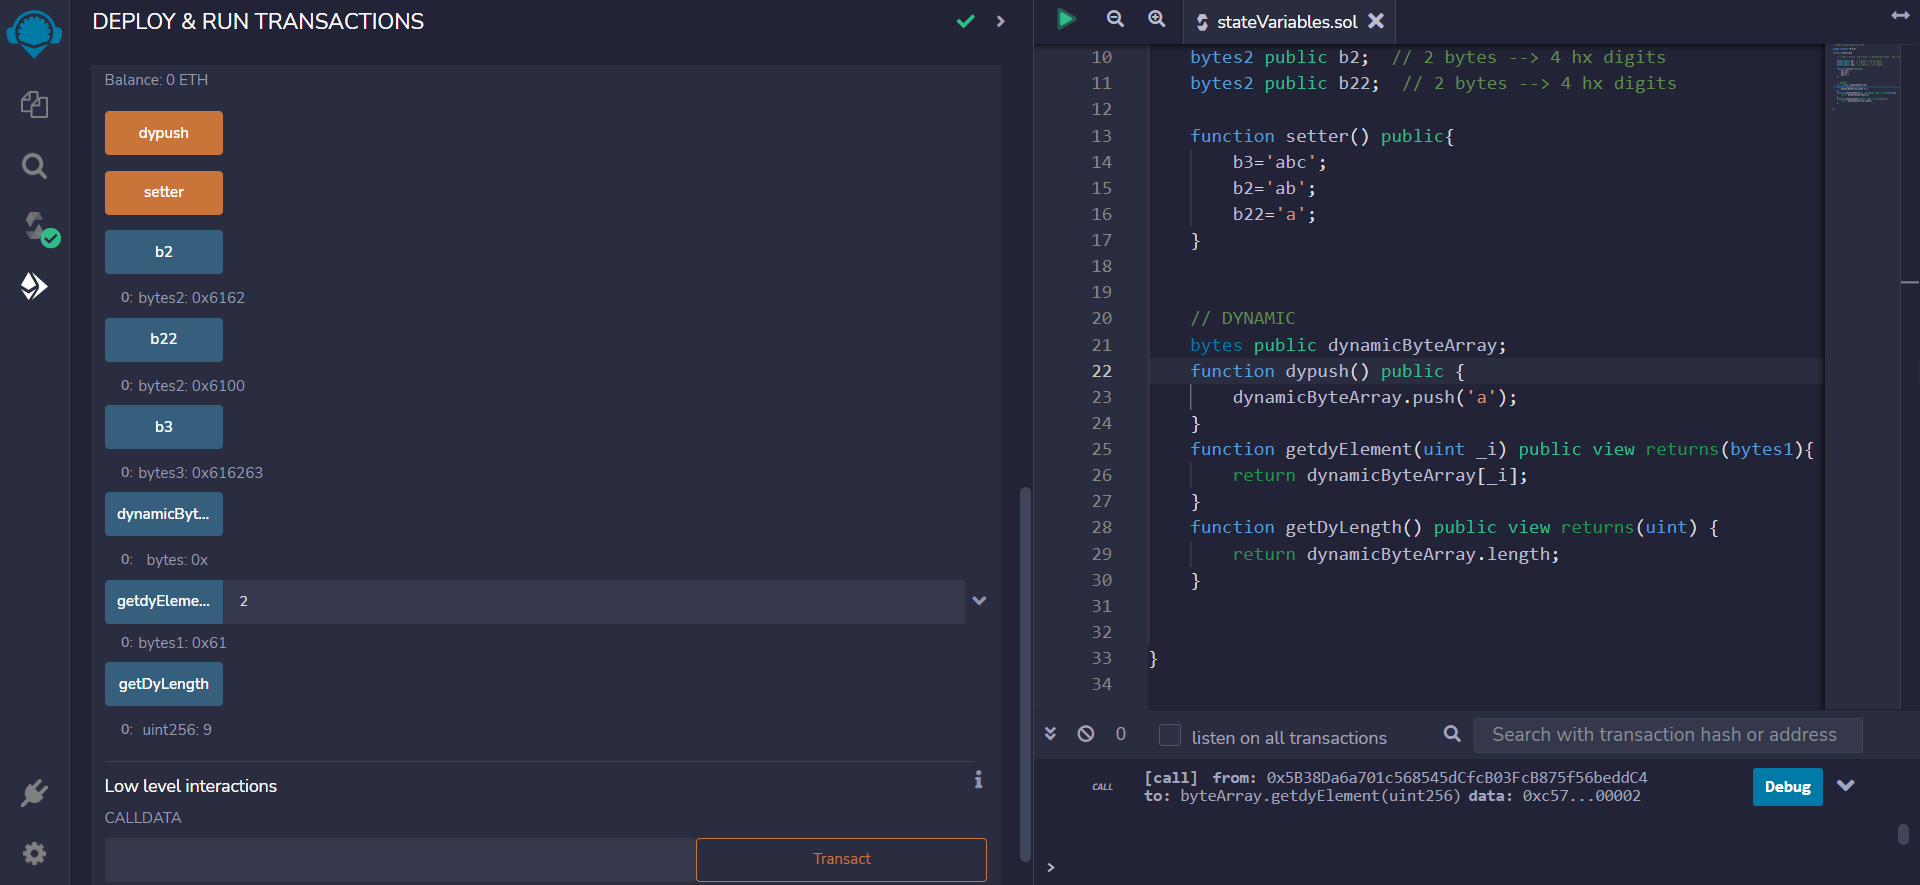 DEPLOY & RUN TRANSACTIONS
Balance: 0 ETH
dypush
setter
b2
0: bytes2: 0x6162
b22
0: bytes2: 0x6100
b3
0: bytes3: 0x616263
dynamicByt...
0: bytes: 0x
getdyEleme... 2
0: bytes1: 0x61
getDyLength
0: uint256: 9
Low level interactions
CALLDATA
Transact
stateVariables.sol
10 bytes2 public b2;  // 2 bytes --> 4 hx digits
11 bytes2 public b22;  // 2 bytes --> 4 hx digits
12
13 function setter() public{
14 b3='abc';
15 b2='ab';
16 b22='a';
17 }
18
19
20 // DYNAMIC
21 bytes public dynamicByteArray;
22 function dypush() public {
23 dynamicByteArray.push('a');
24 }
25 function getdyElement(uint _i) public view returns(bytes1){
26 return dynamicByteArray[_i];
27 }
28 function getDyLength() public view returns(uint) {
29 return dynamicByteArray.length;
30 }
31
32
33 }
34
0 listen on all transactions Search with transaction hash or address
CALL [call] from: 0x5B38Da6a701c568545dCfcB03FcB875f56beddC4
to: byteArray.getdyElement(uint256) data: 0xc57...00002
Debug
>